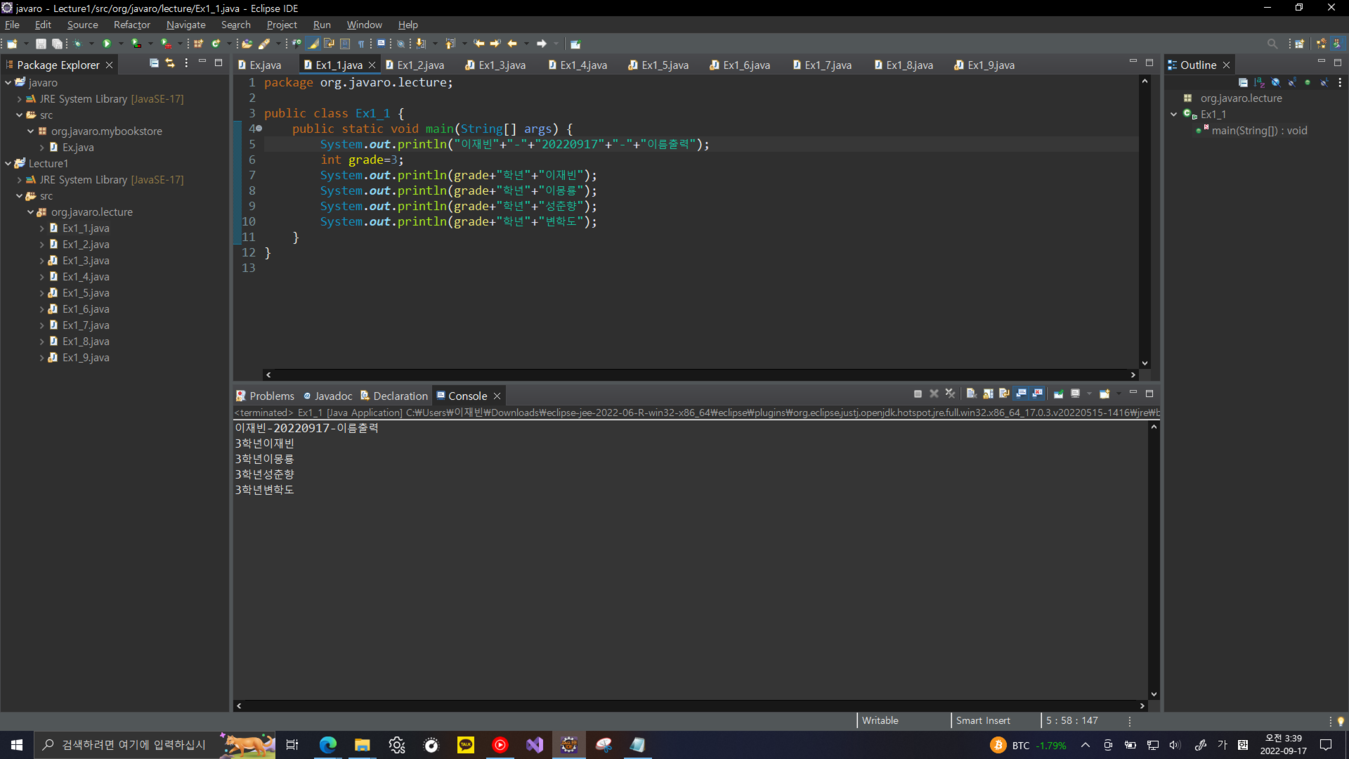 javaro - Lecture1/src/org/javaro/lecture/Ex1_1.java - Eclipse IDE
File Edit Source Refactor Navigate Search Project Run Window Help
Package Explorer
javaro
JRE System Library [JavaSE-17]
src
org.javaro.mybookstore
Ex.java
Lecture1
JRE System Library [JavaSE-17]
src
org.javaro.lecture
Ex1_1.java
Ex1_2.java
Ex1_3.java
Ex1_4.java
Ex1_5.java
Ex1_6.java
Ex1_7.java
Ex1_8.java
Ex1_9.java
Ex.java Ex1_1.java Ex1_2.java Ex1_3.java Ex1_4.java Ex1_5.java Ex1_6.java Ex1_7.java Ex1_8.java Ex1_9.java
1 package org.javaro.lecture;
2
3 public class Ex1_1 {
4 public static void main(String[] args) {
5 System.out.println("이재빈"+"-"+"20220917"+"-"+"이름출력");
6 int grade=3;
7 System.out.println(grade+"학년"+"이재빈");
8 System.out.println(grade+"학년"+"이몽룡");
9 System.out.println(grade+"학년"+"성춘향");
10 System.out.println(grade+"학년"+"변학도");
11 }
12 }
13
Outline
org.javaro.lecture
Ex1_1
main(String[]) : void
Problems Javadoc Declaration Console
<terminated> Ex1_1 [Java Application] C:₩Users₩이재빈₩Downloads₩eclipse-jee-2022-06-R-win32-x86_64₩eclipse₩plugins₩org.eclipse.justj.openjdk.hotspot.jre.full.win32.x86_64_17.0.3.v20220515-1416₩jre₩b
이재빈-20220917-이름출력
3학년이재빈
3학년이몽룡
3학년성춘향
3학년변학도
Writable Smart Insert 5 : 58 : 147
검색하려면 여기에 입력하십시
TALK
BTC -1.79%
가
오전 3:39
2022-09-17